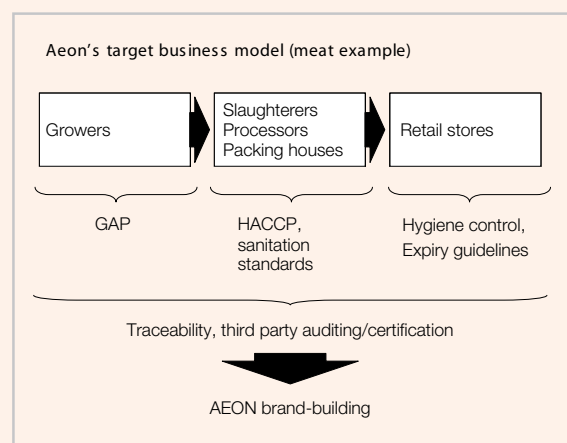 Aeon's target business model (meat example)
Growers
Slaughterers
Processors
Packing houses
Retail stores
GAP
HACCP,
sanitation
standards
Hygiene control,
Expiry guidelines
Traceability, third party auditing/certification
AEON brand-building